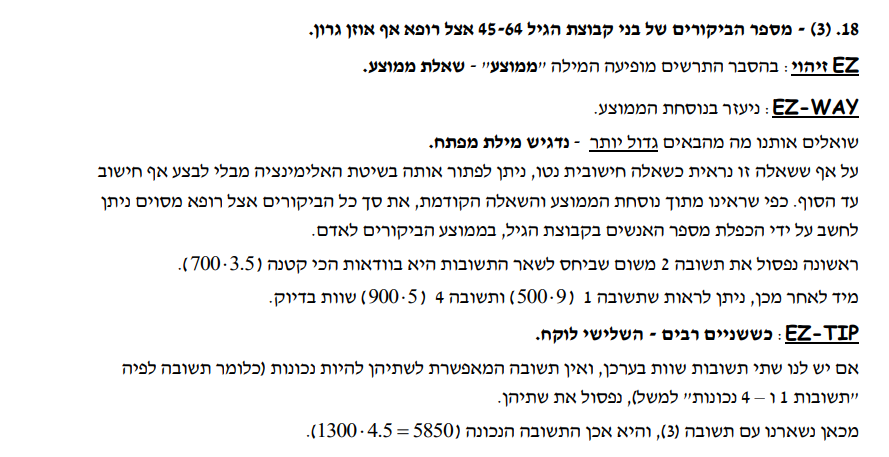 18. (3) - מספר הביקורים של בני קבוצת הגיל 45-64 אצל רופא אף אוזן גרון.
EZ זיהוי: בהסבר התרשים מופיעה המילה "ממוצע" - שאלת ממוצע.
EZ-WAY: ניעזר בנוסחת הממוצע.
שואלים אותנו מה מהבאים גדול יותר - נדגיש מילת מפתח.
על אף ששאלה זו נראית כשאלה חישובית נטו, ניתן לפתור אותה בשיטת האלימינציה מבלי לבצע אף חישוב
עד הסוף. כפי שראינו מתוך נוסחת הממוצע והשאלה הקודמת, את סך כל הביקורים אצל רופא מסוים ניתן
לחשב על ידי הכפלת מספר האנשים בקבוצת הגיל, בממוצע הביקורים לאדם.
ראשונה נפסול את תשובה 2 משום שביחס לשאר התשובות היא בוודאות הכי קטנה (700·3.5).
מיד לאחר מכן, ניתן לראות שתשובה 1 (500·9) ותשובה 4 (900·5) שוות בדיוק.
EZ-TIP: כששניים רבים - השלישי לוקח.
אם יש לנו שתי תשובות שוות בערכן, ואין תשובה המאפשרת לשתיהן להיות נכונות (כלומר תשובה לפיה
"תשובות 1 ו – 4 נכונות" למשל), נפסול את שתיהן.
מכאן נשארנו עם תשובה (3), והיא אכן התשובה הנכונה (1300·4.5 = 5850).